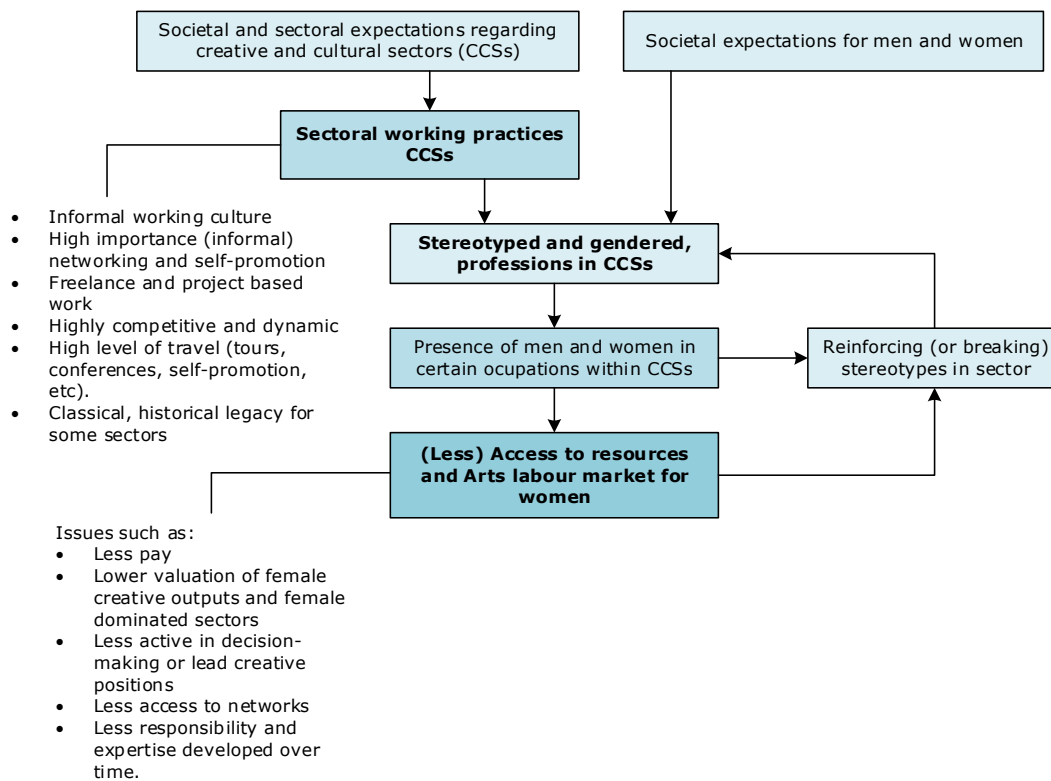 Societal and sectoral expectations regarding
creative and cultural sectors (CCSs)
Societal expectations for men and women
Sectoral working practices
CCSs
• Informal working culture
• High importance (informal)
networking and self-promotion
• Freelance and project based
work
• Highly competitive and dynamic
• High level of travel (tours,
conferences, self-promotion,
etc).
• Classical, historical legacy for
some sectors
Stereotyped and gendered,
professions in CCSs
Presence of men and women in
certain ocupations within CCSs
Reinforcing (or breaking)
stereotypes in sector
(Less) Access to resources
and Arts labour market for
women
Issues such as:
• Less pay
• Lower valuation of female
creative outputs and female
dominated sectors
• Less active in decision-
making or lead creative
positions
• Less access to networks
• Less responsibility and
expertise developed over
time.